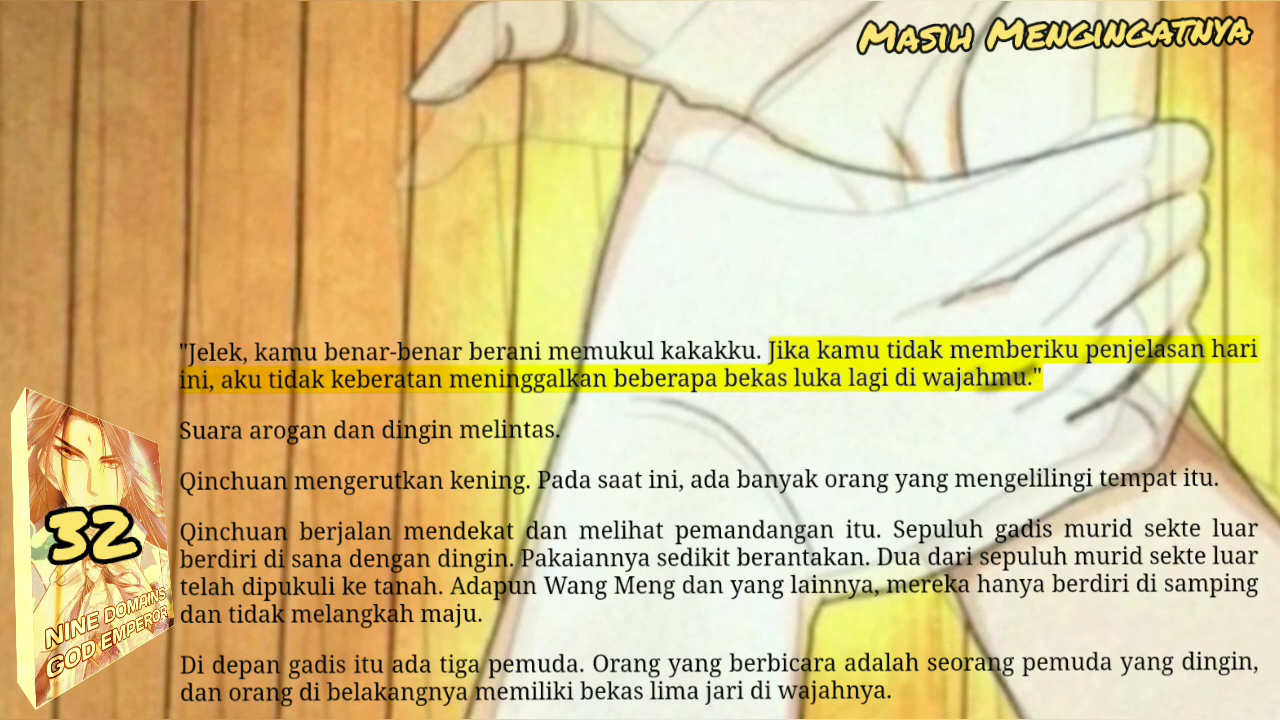 Masih Mengingatnya
"Jelek, kamu benar-benar berani memukul kakakku. Jika kamu tidak memberiku penjelasan hari
ini, aku tidak keberatan meninggalkan beberapa bekas luka lagi di wajahmu."
Suara arogan dan dingin melintas.
Qinchuan mengerutkan kening. Pada saat ini, ada banyak orang yang mengelilingi tempat itu.
Qinchuan berjalan mendekat dan melihat pemandangan itu. Sepuluh gadis murid sekte luar
berdiri di sana dengan dingin. Pakaiannya sedikit berantakan. Dua dari sepuluh murid sekte luar
telah dipukuli ke tanah. Adapun Wang Meng dan yang lainnya, mereka hanya berdiri di samping
dan tidak melangkah maju.
Di depan gadis itu ada tiga pemuda. Orang yang berbicara adalah seorang pemuda yang dingin,
dan orang di belakangnya memiliki bekas lima jari di wajahnya.
32
NINE DOMAINS
GOD EMPEROR